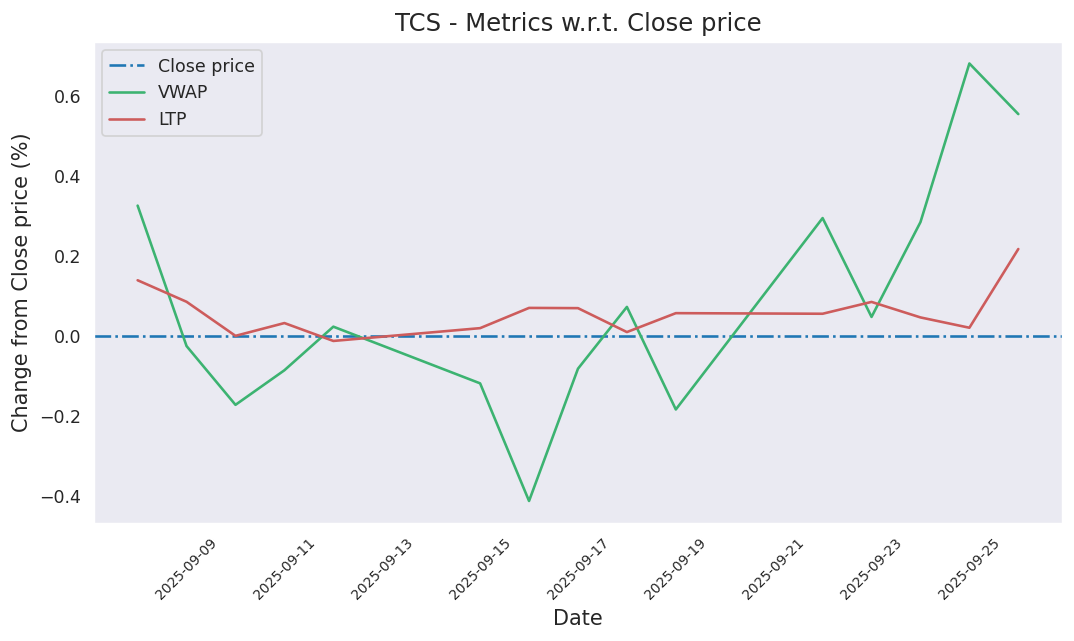 TCS - Metrics w.r.t. Close price
Close price
VWAP
LTP
Change from Close price (%)
0.6
0.4
0.2
0.0
−0.2
−0.4
2025-09-09
2025-09-11
2025-09-13
2025-09-15
2025-09-17
2025-09-19
2025-09-21
2025-09-23
2025-09-25
Date